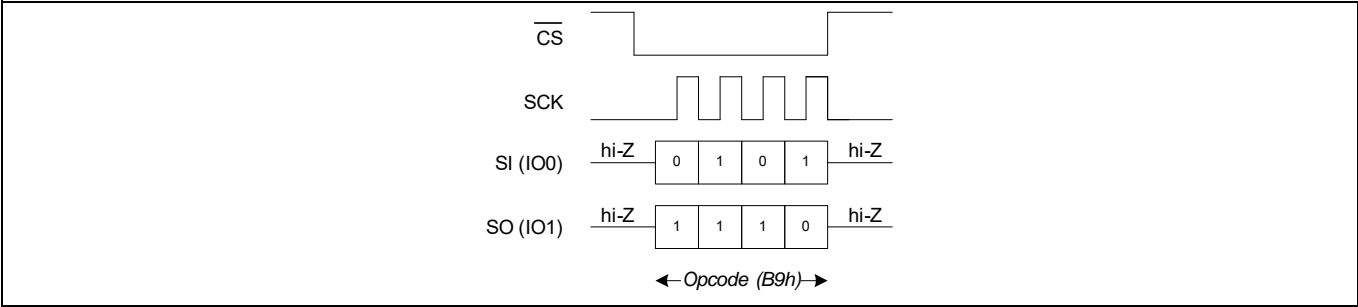 CS
SCK
SI (IO0) hi-Z 0 1 0 1 hi-Z
SO (IO1) hi-Z 1 1 1 0 hi-Z
Opcode (B9h)